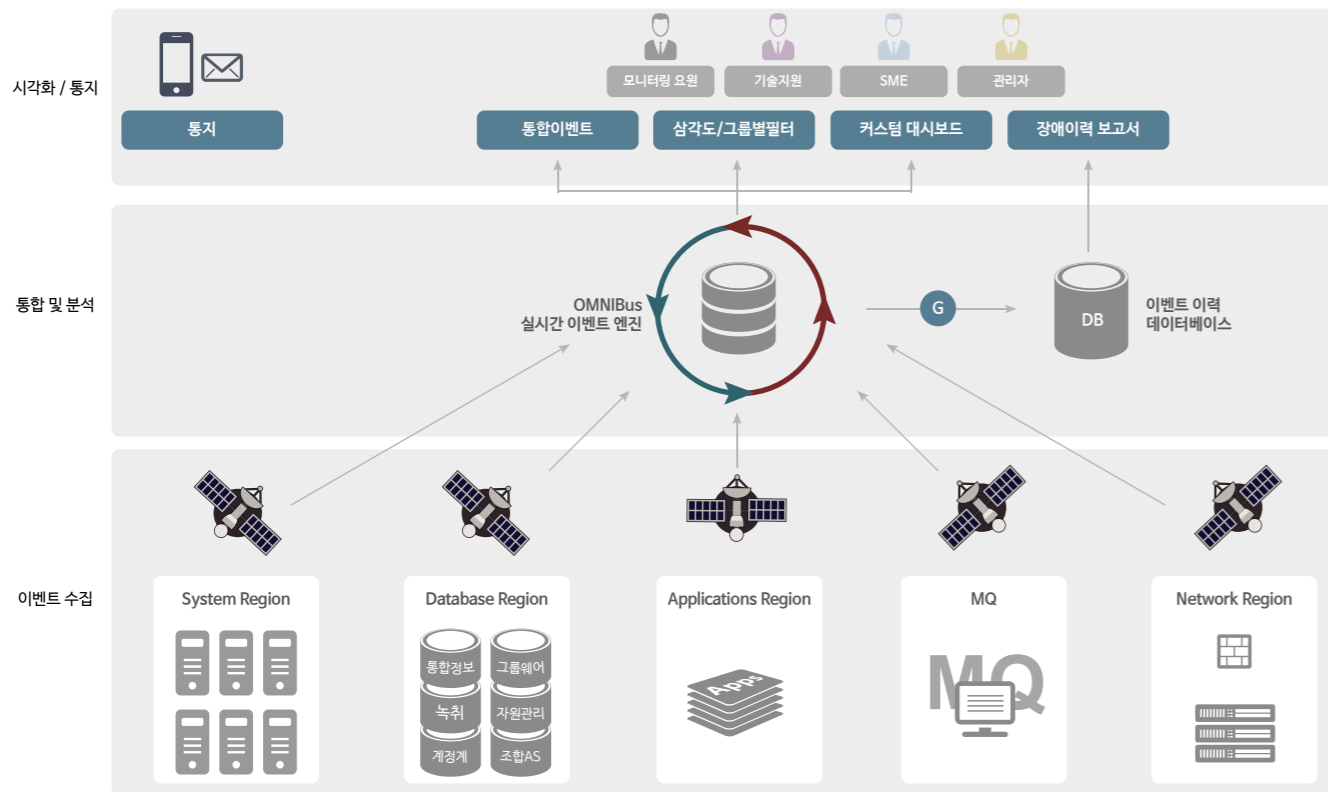 시각화 / 통지
모니터링 요원
기술지원
SME
관리자
통지
통합이벤트
삼각도/그룹별필터
커스텀 대시보드
장애이력 보고서
통합 및 분석
OMNIBus
실시간 이벤트 엔진
G
DB
이벤트 이력
데이터베이스
이벤트 수집
System Region
Database Region
통합정보
그룹웨어
녹취
자원관리
계정계
조합AS
Applications Region
Apps
MQ
MQ
Network Region